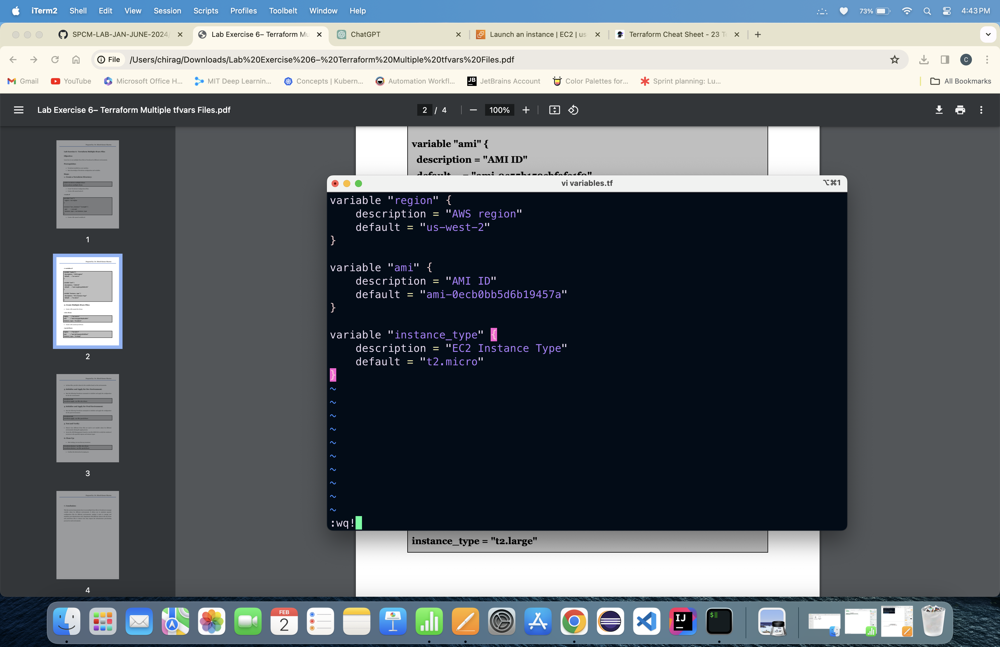 iTerm2 Shell Edit View Session Scripts Profiles Toolbelt Window Help 73% 4:43 PM
SPCM-LAB-JAN-JUNE-2024/ Lab Exercise 6– Terraform Mu ChatGPT Launch an instance | EC2 | us- Terraform Cheat Sheet - 23 Te
File /Users/chirag/Downloads/Lab%20Exercise%206–%20Terraform%20Multiple%20tfvars%20Files.pdf C
Gmail YouTube Microsoft Office H... MIT Deep Learnin... Concepts | Kubern... Automation Workfl... JetBrains Account Color Palettes for... Sprint planning: Lu... All Bookmarks
Lab Exercise 6– Terraform Multiple tfvars Files.pdf 2 / 4 100%
1
2
3
4
variable "ami" {
description = "AMI ID"
vi variables.tf ⌥⌘1
variable "region" {
    description = "AWS region"
    default = "us-west-2"
}
variable "ami" {
    description = "AMI ID"
    default = "ami-0ecb0bb5d6b19457a"
}
variable "instance_type" {
    description = "EC2 Instance Type"
    default = "t2.micro"
}
~
~
~
~
~
~
~
~
~
~
:wq!
instance_type = "t2.large"
FEB
2
IJ
$